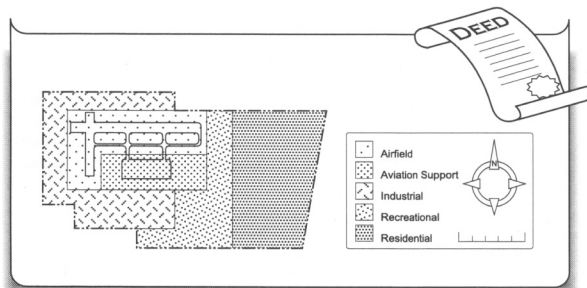 DEED
Airfield
Aviation Support
N
Industrial
Recreational
Residential